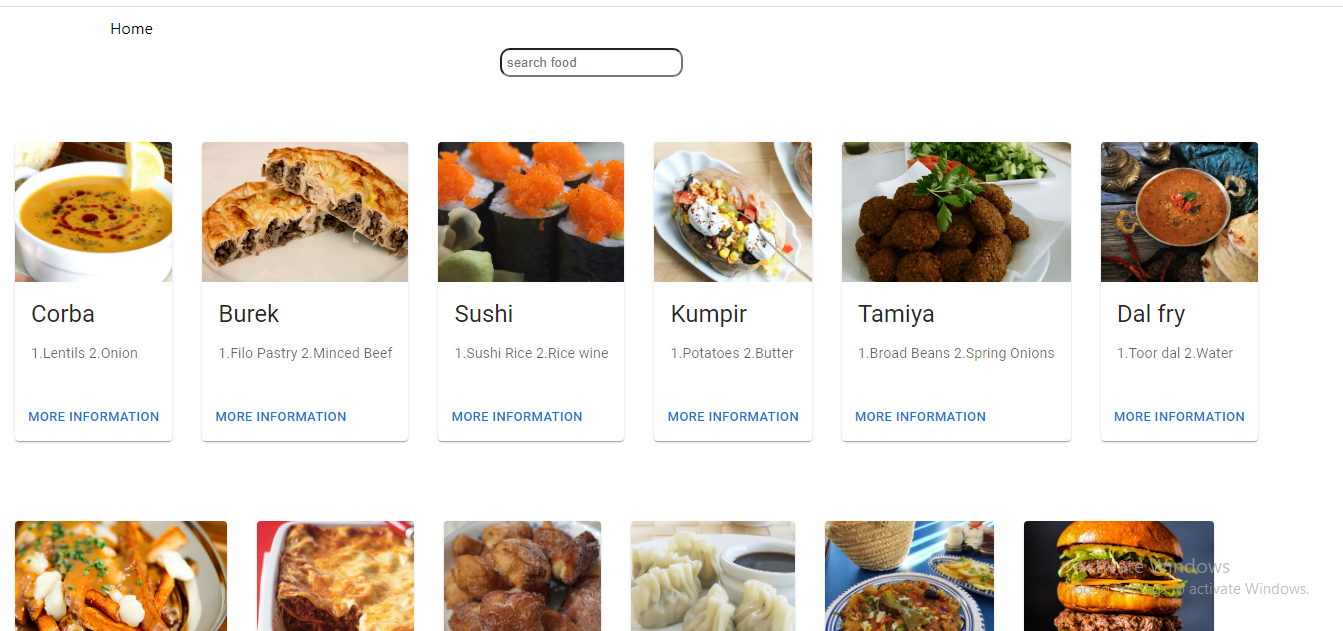 Home
search food
Corba
1.Lentils 2.Onion
MORE INFORMATION
Burek
1.Filo Pastry 2.Minced Beef
MORE INFORMATION
Sushi
1.Sushi Rice 2.Rice wine
MORE INFORMATION
Kumpir
1.Potatoes 2.Butter
MORE INFORMATION
Tamiya
1.Broad Beans 2.Spring Onions
MORE INFORMATION
Dal fry
1.Toor dal 2.Water
MORE INFORMATION
Activate Windows
Go to Settings to activate Windows.